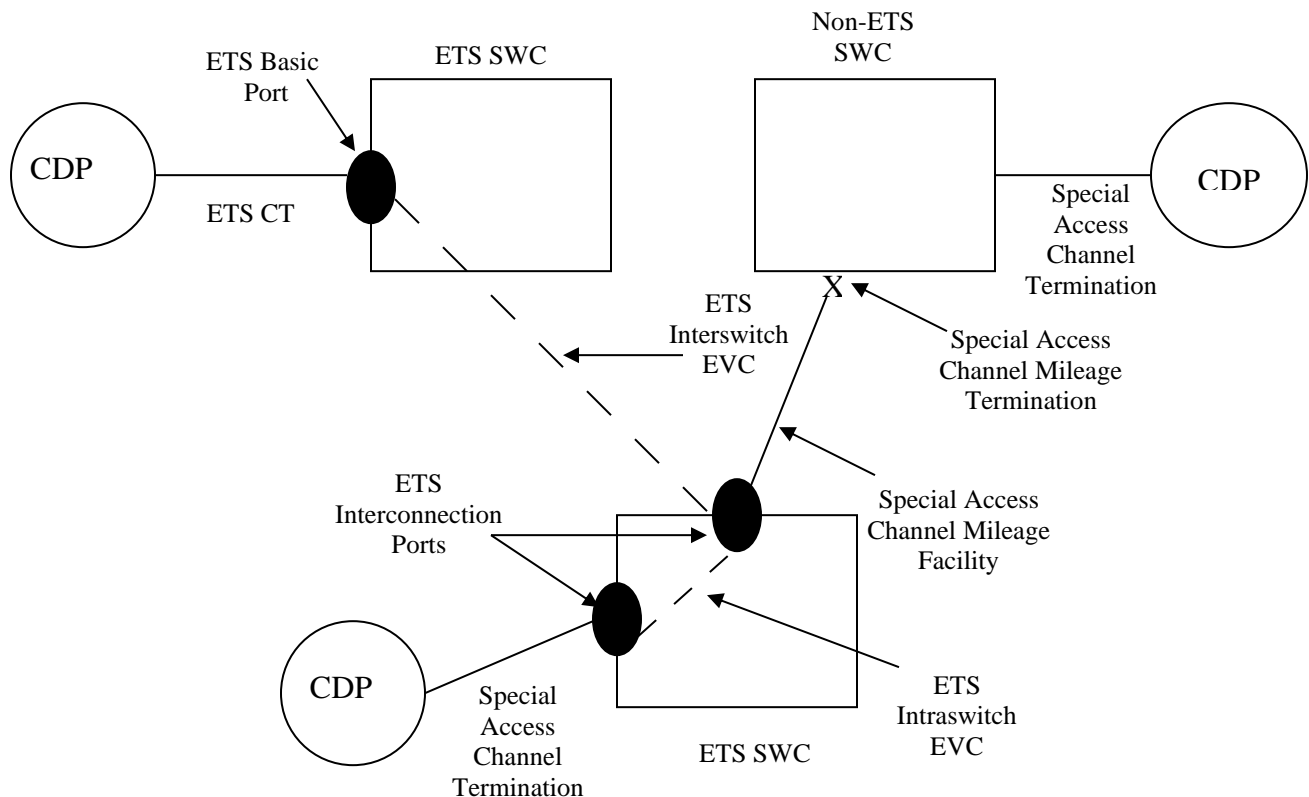 Non-ETS
SWC
ETS SWC
ETS Basic
Port
CDP
ETS CT
CDP
Special
Access
Channel
Termination
X
ETS
Interswitch
EVC
Special Access
Channel Mileage
Termination
ETS
Interconnection
Ports
Special Access
Channel Mileage
Facility
CDP
Special
Access
Channel
Termination
ETS
Intraswitch
EVC
ETS SWC